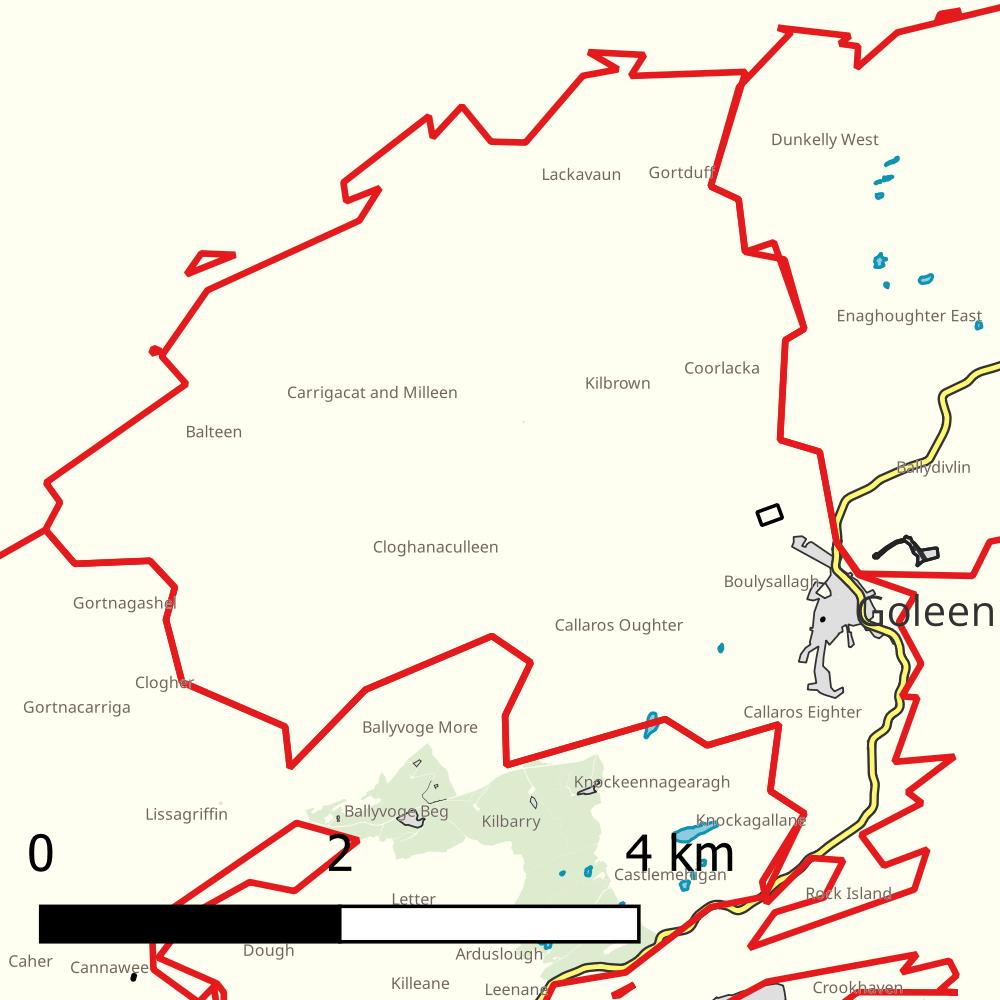 Dunkelly West
Lackavaun
Gortduff
Enaghoughter East
Coorlacka
Kilbrown
Carrigacat and Milleen
Balteen
Ballydivlin
Cloghanaculleen
Boulysallagh
Gortnagashel
Goleen
Callaros Oughter
Clogher
Gortnacarriga
Callaros Eighter
Ballyvoge More
Knockeennagearagh
Lissagriffin
Ballyvoge Beg
Kilbarry
Knockagallane
0 2 4 km
Castlemehigan
Rock Island
Letter
Dough
Arduslough
Caher
Cannawee
Killeane
Leenane
Crookhaven